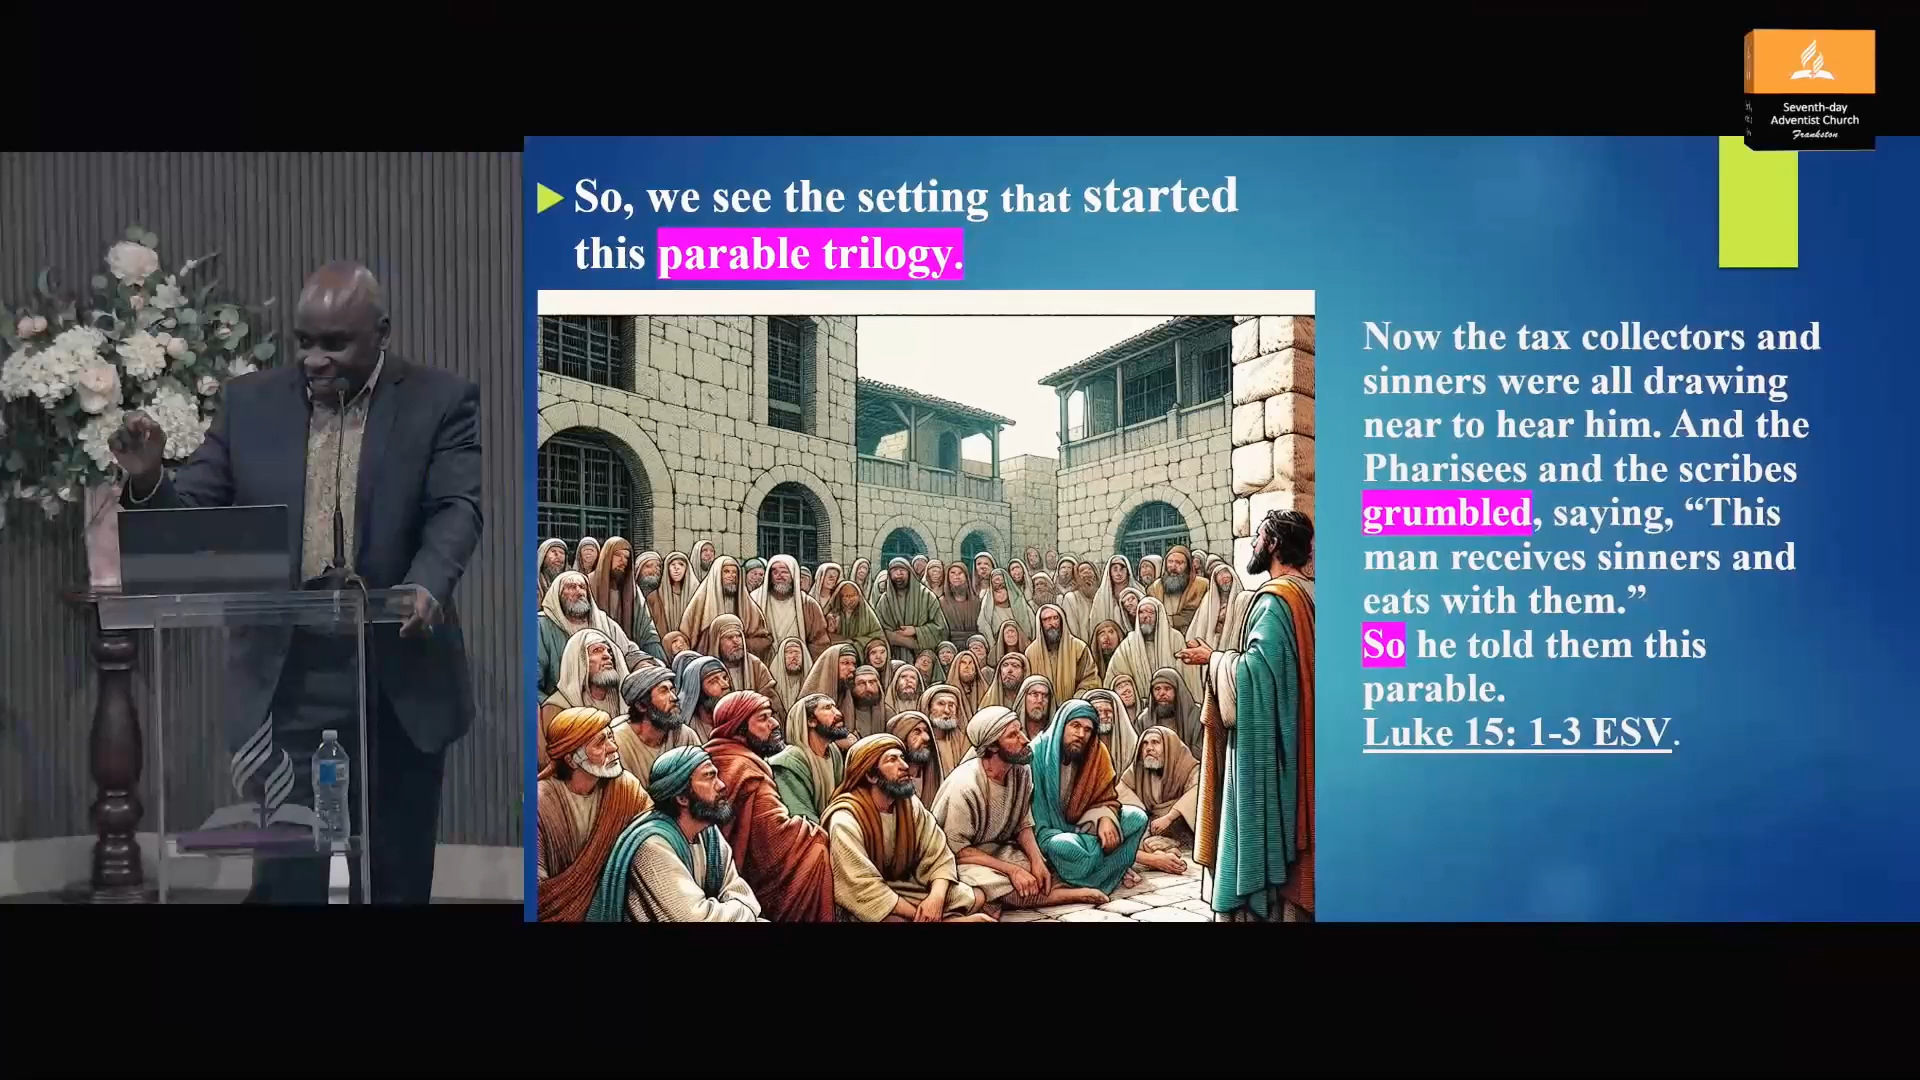 Seventh-day
Adventist Church
Frankston
So, we see the setting that started
this parable trilogy.
Now the tax collectors and
sinners were all drawing
near to hear him. And the
Pharisees and the scribes
grumbled, saying, “This
man receives sinners and
eats with them.”
So he told them this
parable.
Luke 15: 1-3 ESV.